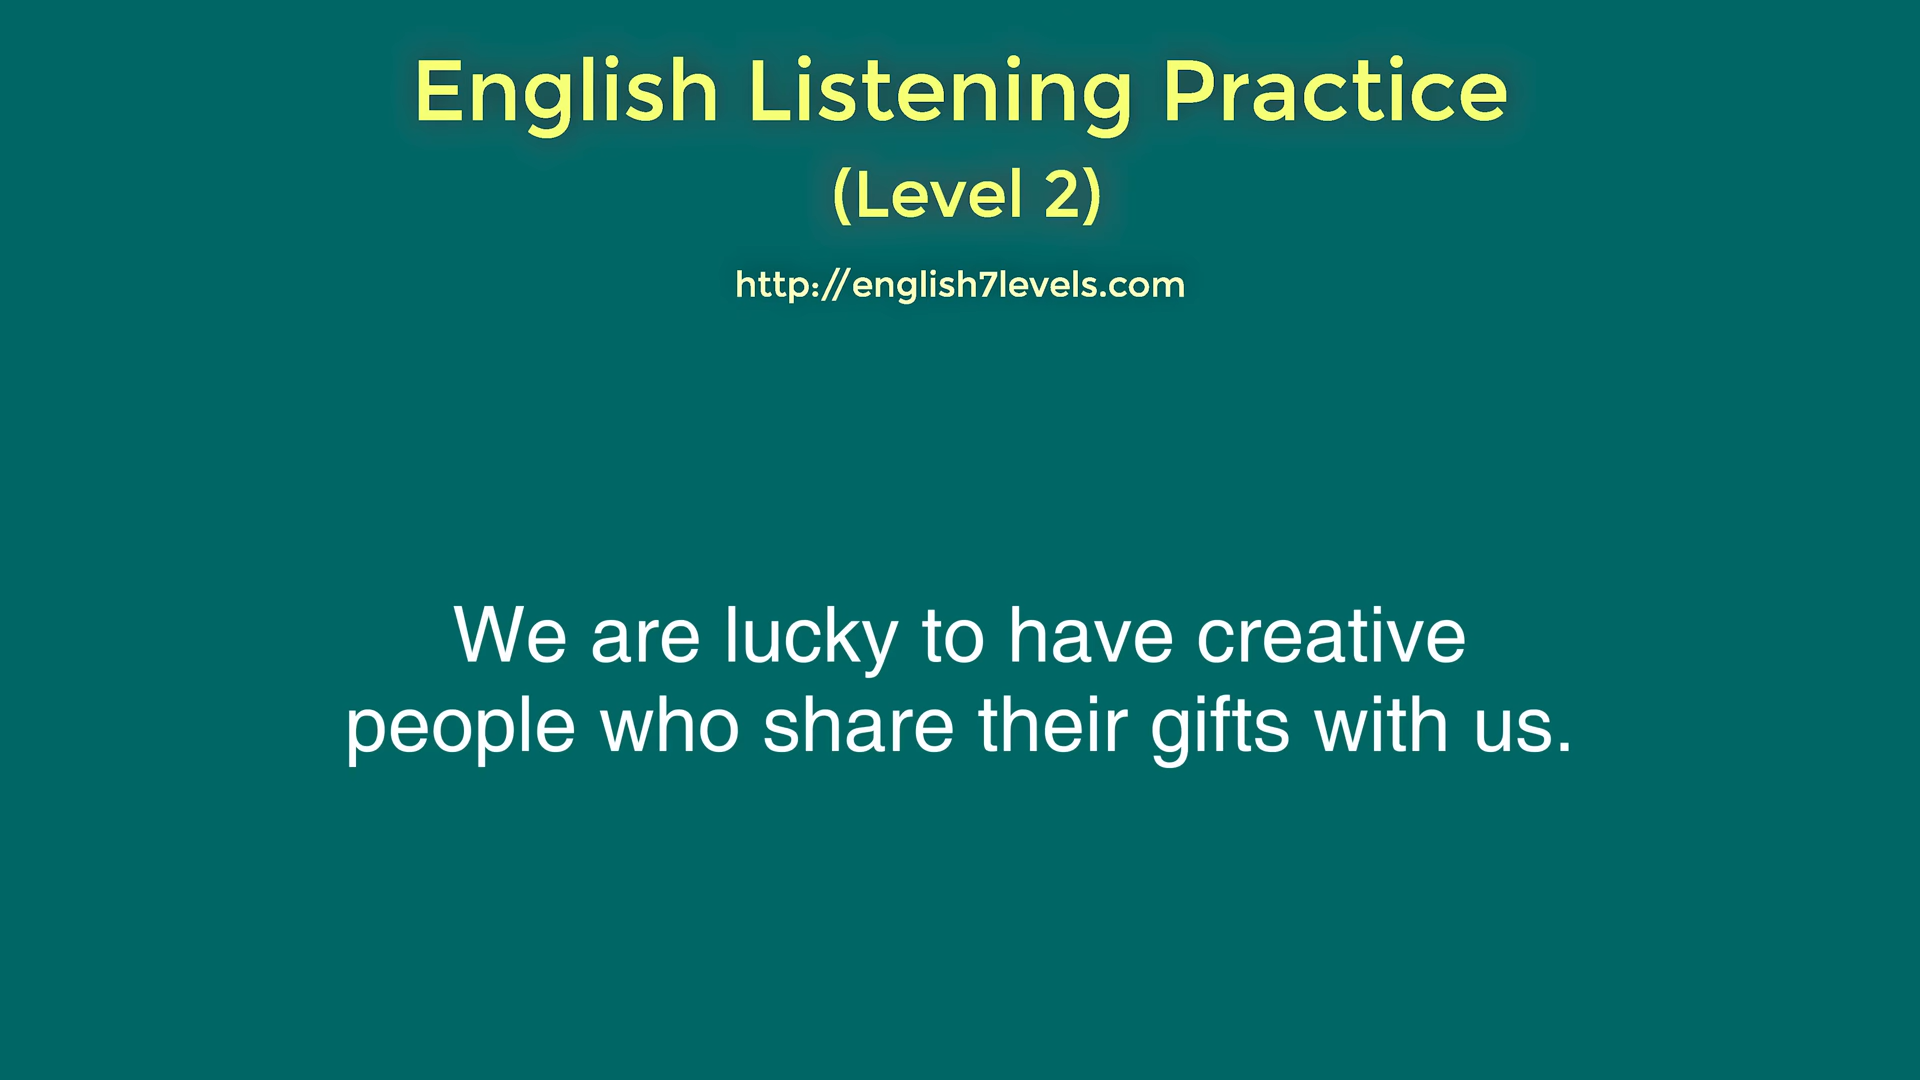 English Listening Practice
(Level 2)
http://english7levels.com
We are lucky to have creative
people who share their gifts with us.